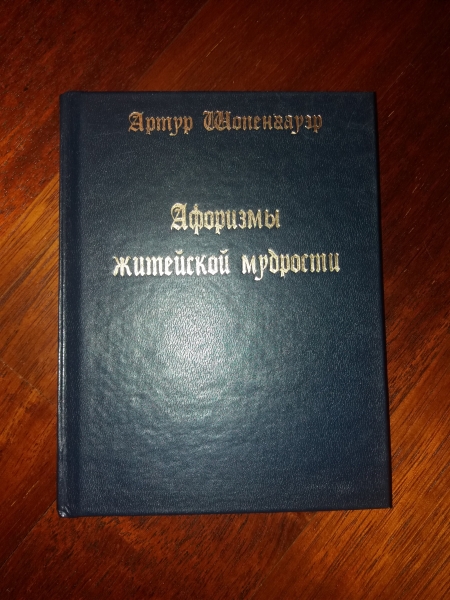 Артур Шопенгауэр
Афоризмы
житейской мудрости